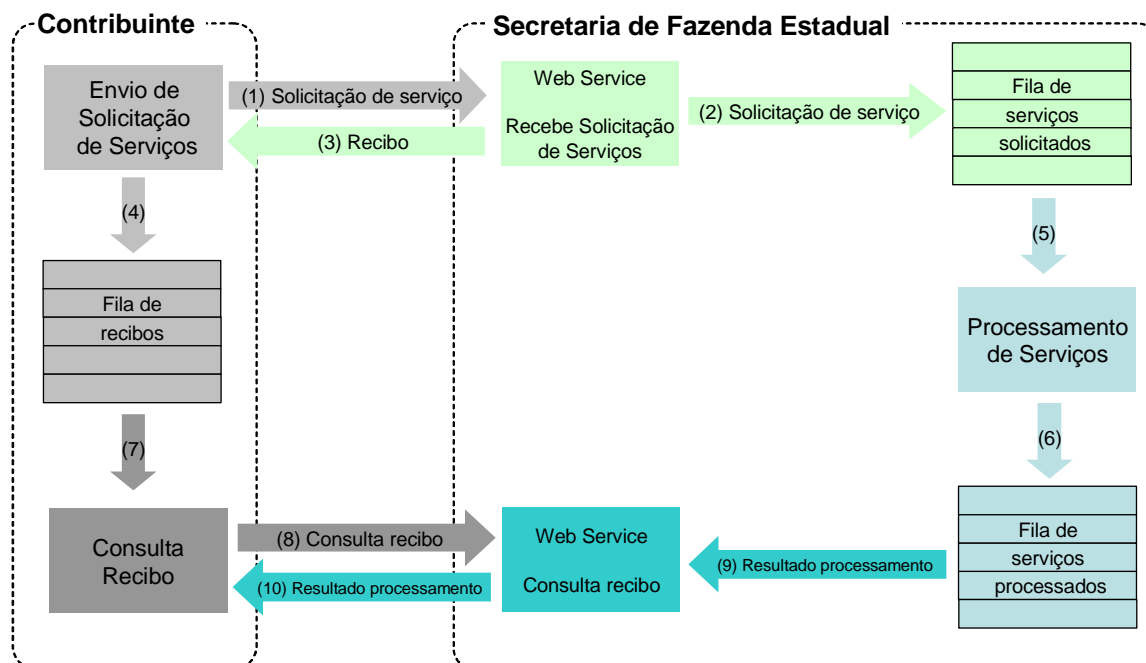 Contribuinte
Secretaria de Fazenda Estadual
Envio de
Solicitação
de Serviços
(1) Solicitação de serviço
(3) Recibo
Web Service
Recebe Solicitação
de Serviços
(2) Solicitação de serviço
Fila de
serviços
solicitados
(4)
(5)
Fila de
recibos
Processamento
de Serviços
(7)
(6)
Consulta
Recibo
(8) Consulta recibo
(10) Resultado processamento
Web Service
Consulta recibo
(9) Resultado processamento
Fila de
serviços
processados